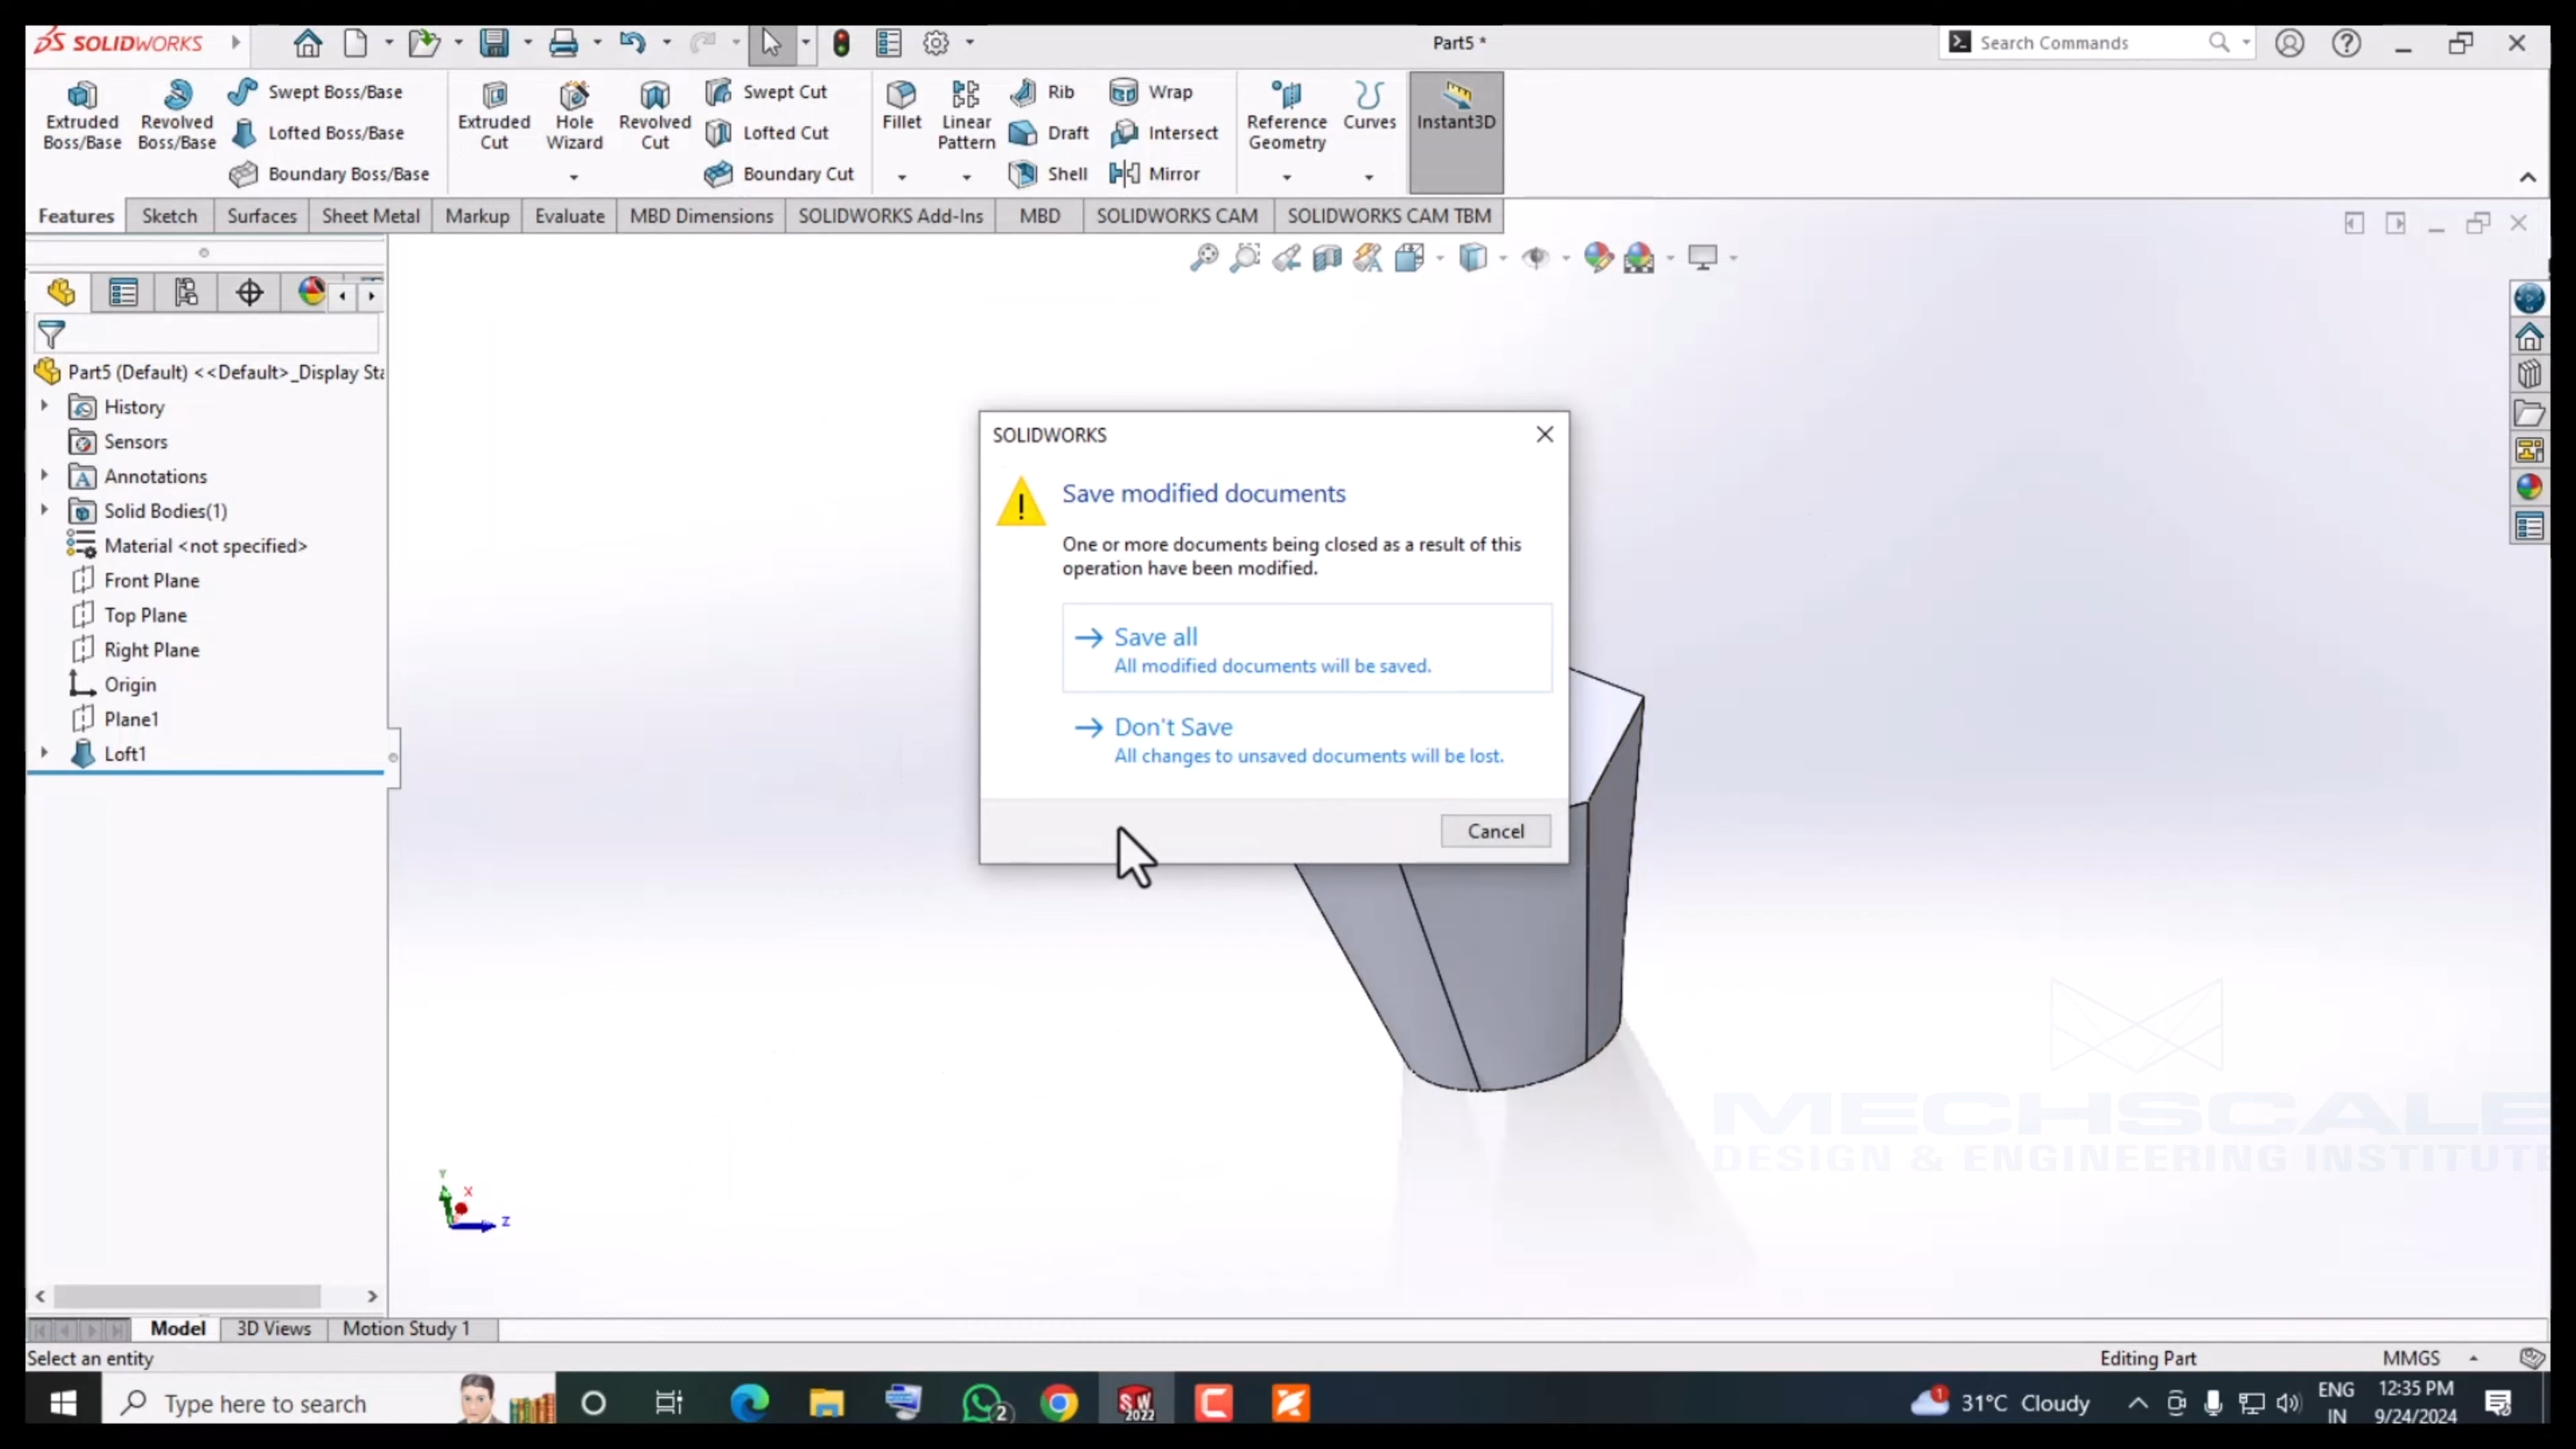 SOLIDWORKS
Part5 *
Search Commands
Extruded Boss/Base
Revolved Boss/Base
Swept Boss/Base
Lofted Boss/Base
Boundary Boss/Base
Extruded Cut
Hole Wizard
Revolved Cut
Swept Cut
Lofted Cut
Boundary Cut
Fillet
Linear Pattern
Rib
Draft
Shell
Wrap
Intersect
Mirror
Reference Geometry
Curves
Instant3D
Features
Sketch
Surfaces
Sheet Metal
Markup
Evaluate
MBD Dimensions
SOLIDWORKS Add-Ins
MBD
SOLIDWORKS CAM
SOLIDWORKS CAM TBM
Part5 (Default) <<Default>_Display Sta
History
Sensors
Annotations
Solid Bodies(1)
Material <not specified>
Front Plane
Top Plane
Right Plane
Origin
Plane1
Loft1
SOLIDWORKS
Save modified documents
One or more documents being closed as a result of this
operation have been modified.
Save all
All modified documents will be saved.
Don't Save
All changes to unsaved documents will be lost.
Cancel
MECHSCALE
DESIGN & ENGINEERING INSTITUTE
Y
X
Z
Model
3D Views
Motion Study 1
Select an entity
Editing Part
MMGS
Type here to search
2
SW
2022
1
31°C Cloudy
ENG
IN
12:35 PM
9/24/2024